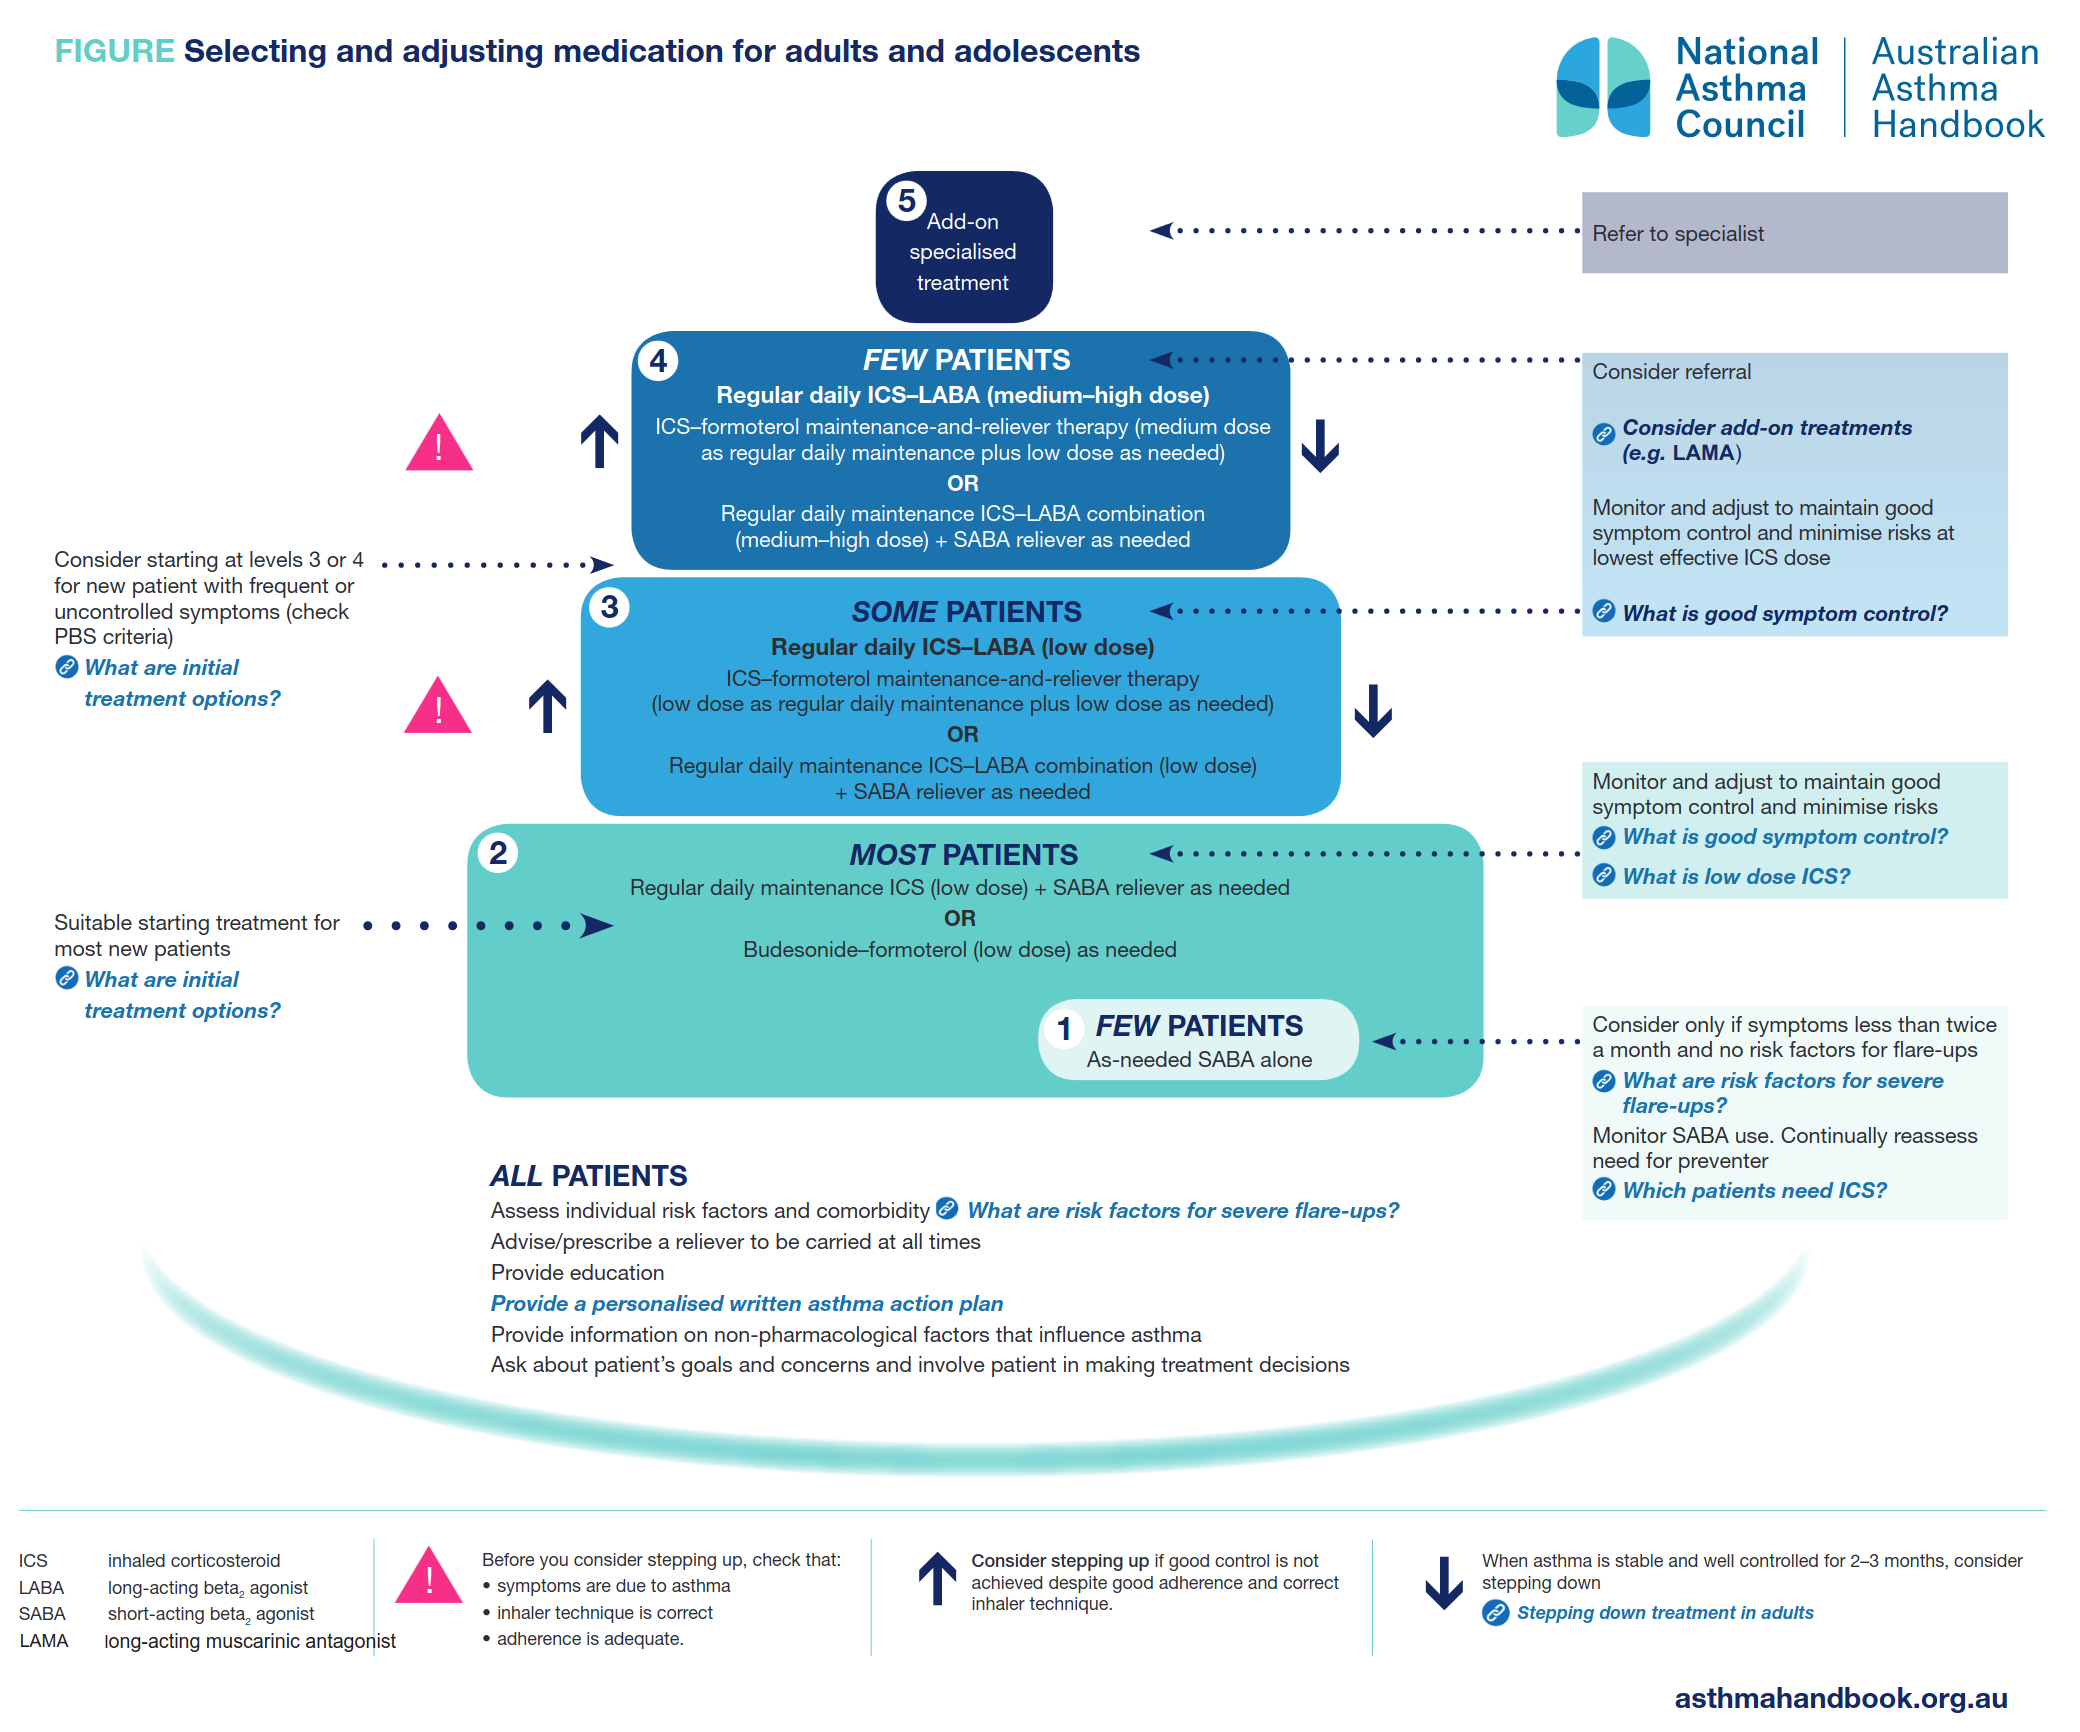 FIGURE Selecting and adjusting medication for adults and adolescents
National
Asthma
Council
Australian
Asthma
Handbook
5
Add-on
specialised
treatment
Refer to specialist
4
FEW PATIENTS
Regular daily ICS–LABA (medium–high dose)
ICS–formoterol maintenance-and-reliever therapy (medium dose
as regular daily maintenance plus low dose as needed)
OR
Regular daily maintenance ICS–LABA combination
(medium–high dose) + SABA reliever as needed
!
Consider referral
Consider add-on treatments
(e.g. LAMA)
Monitor and adjust to maintain good
symptom control and minimise risks at
lowest effective ICS dose
What is good symptom control?
Consider starting at levels 3 or 4
for new patient with frequent or
uncontrolled symptoms (check
PBS criteria)
What are initial
treatment options?
!
3
SOME PATIENTS
Regular daily ICS–LABA (low dose)
ICS–formoterol maintenance-and-reliever therapy
(low dose as regular daily maintenance plus low dose as needed)
OR
Regular daily maintenance ICS–LABA combination (low dose)
+ SABA reliever as needed
Monitor and adjust to maintain good
symptom control and minimise risks
What is good symptom control?
What is low dose ICS?
2
MOST PATIENTS
Regular daily maintenance ICS (low dose) + SABA reliever as needed
OR
Budesonide–formoterol (low dose) as needed
Suitable starting treatment for
most new patients
What are initial
treatment options?
1
FEW PATIENTS
As-needed SABA alone
Consider only if symptoms less than twice
a month and no risk factors for flare-ups
What are risk factors for severe
flare-ups?
Monitor SABA use. Continually reassess
need for preventer
Which patients need ICS?
ALL PATIENTS
Assess individual risk factors and comorbidity What are risk factors for severe flare-ups?
Advise/prescribe a reliever to be carried at all times
Provide education
Provide a personalised written asthma action plan
Provide information on non-pharmacological factors that influence asthma
Ask about patient's goals and concerns and involve patient in making treatment decisions
ICS inhaled corticosteroid
LABA long-acting beta2 agonist
SABA short-acting beta2 agonist
LAMA long-acting muscarinic antagonist
!
Before you consider stepping up, check that:
• symptoms are due to asthma
• inhaler technique is correct
• adherence is adequate.
Consider stepping up if good control is not
achieved despite good adherence and correct
inhaler technique.
When asthma is stable and well controlled for 2–3 months, consider
stepping down
Stepping down treatment in adults
asthmahandbook.org.au